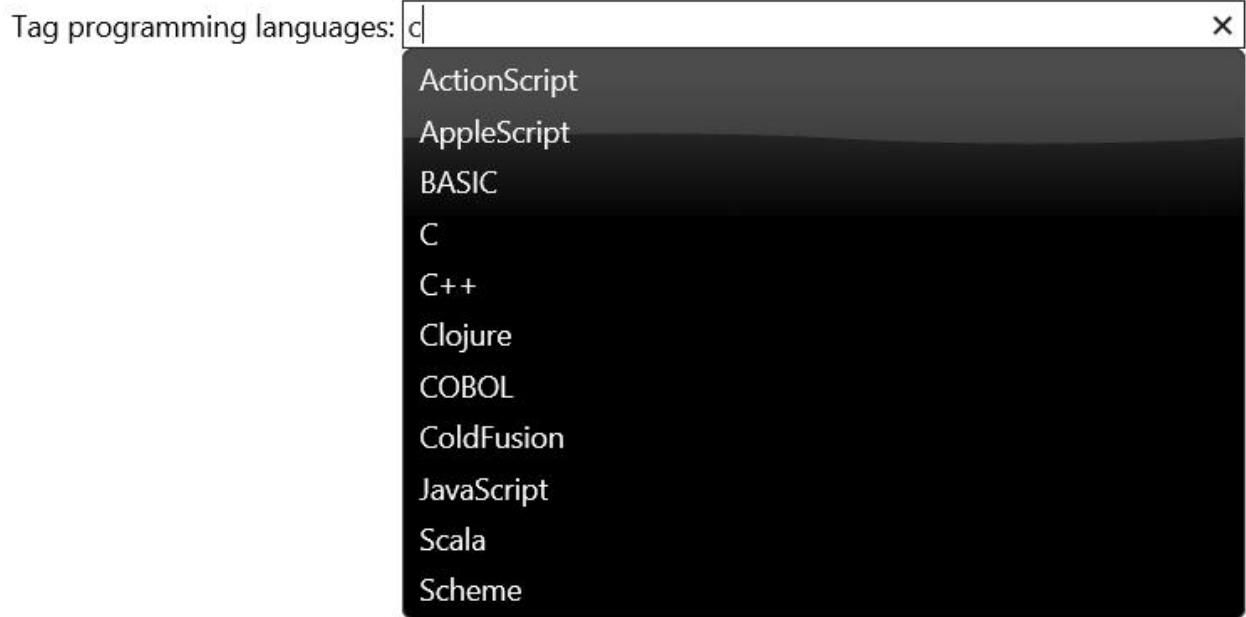 Tag programming languages: c
ActionScript
AppleScript
BASIC
C
C++
Clojure
COBOL
ColdFusion
JavaScript
Scala
Scheme